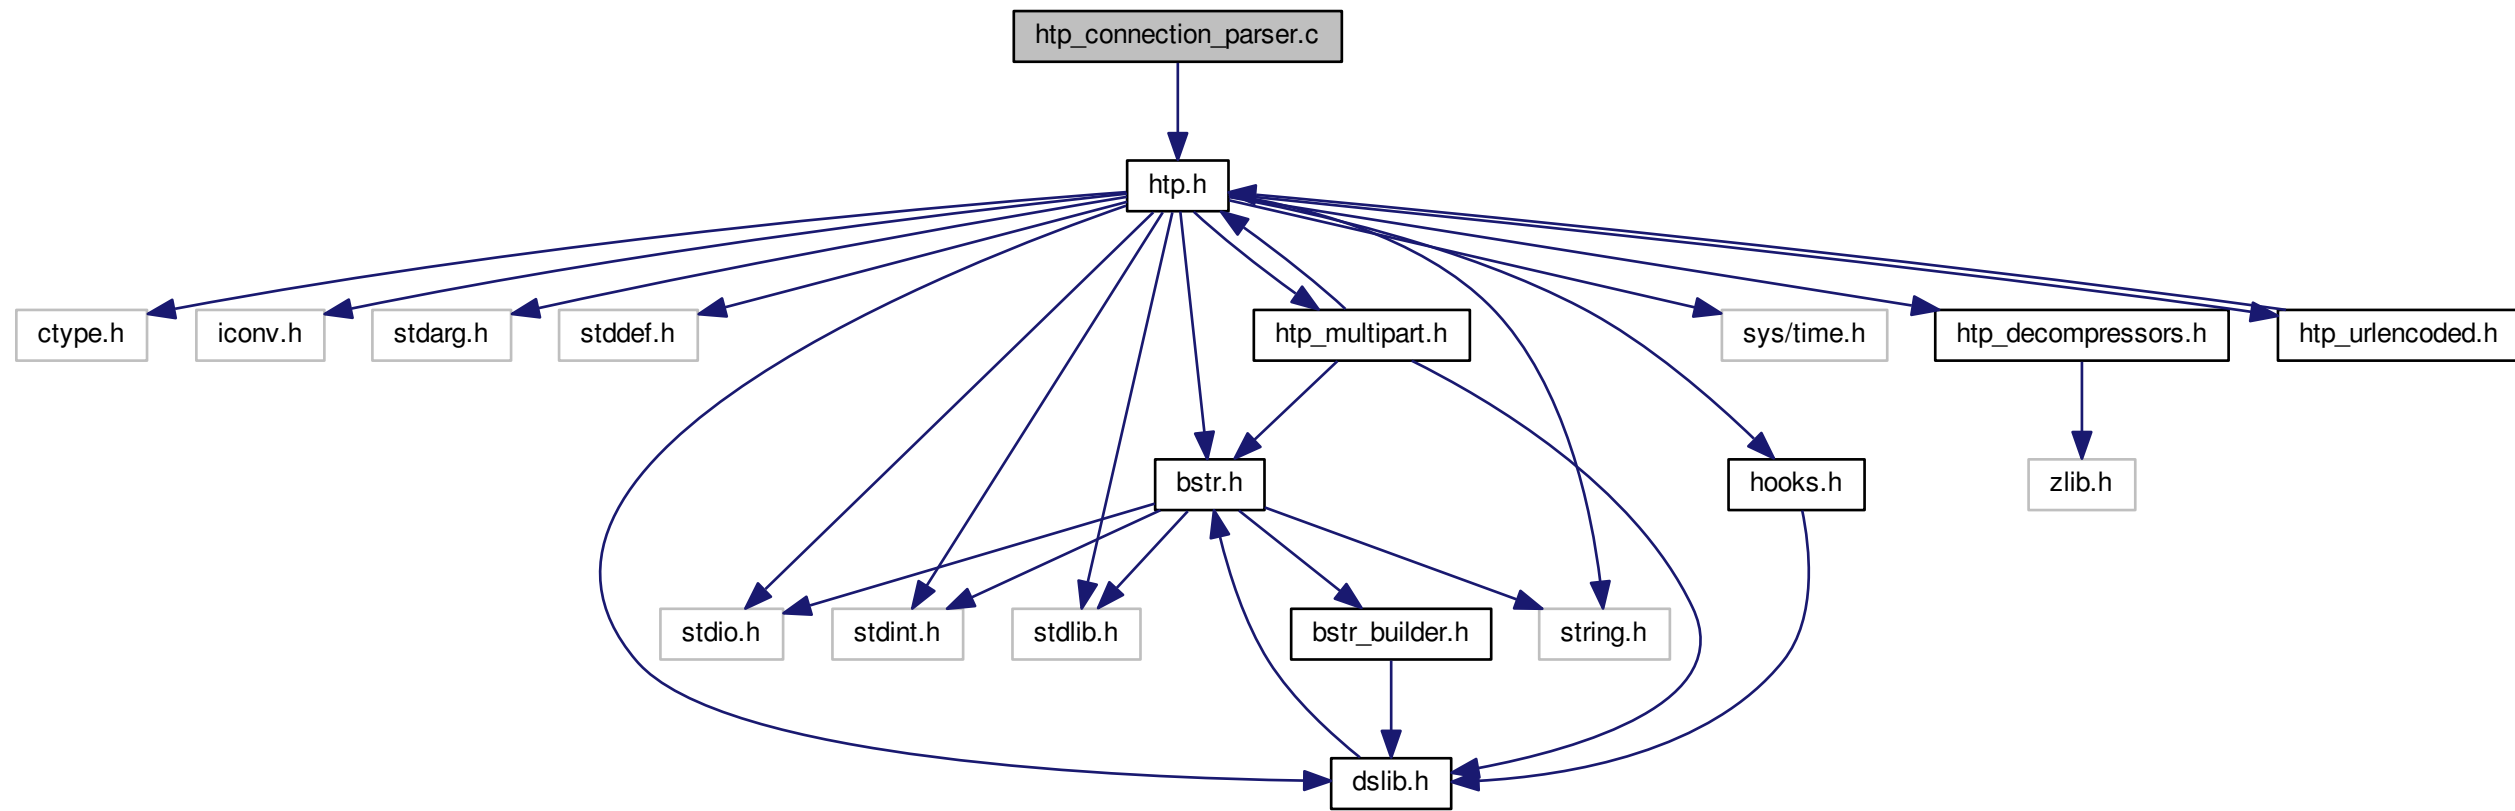 htp_connection_parser.c
htp.h
ctype.h
iconv.h
stdarg.h
stddef.h
htp_multipart.h
sys/time.h
htp_decompressors.h
htp_urlencoded.h
bstr.h
hooks.h
zlib.h
stdio.h
stdint.h
stdlib.h
bstr_builder.h
string.h
dslib.h